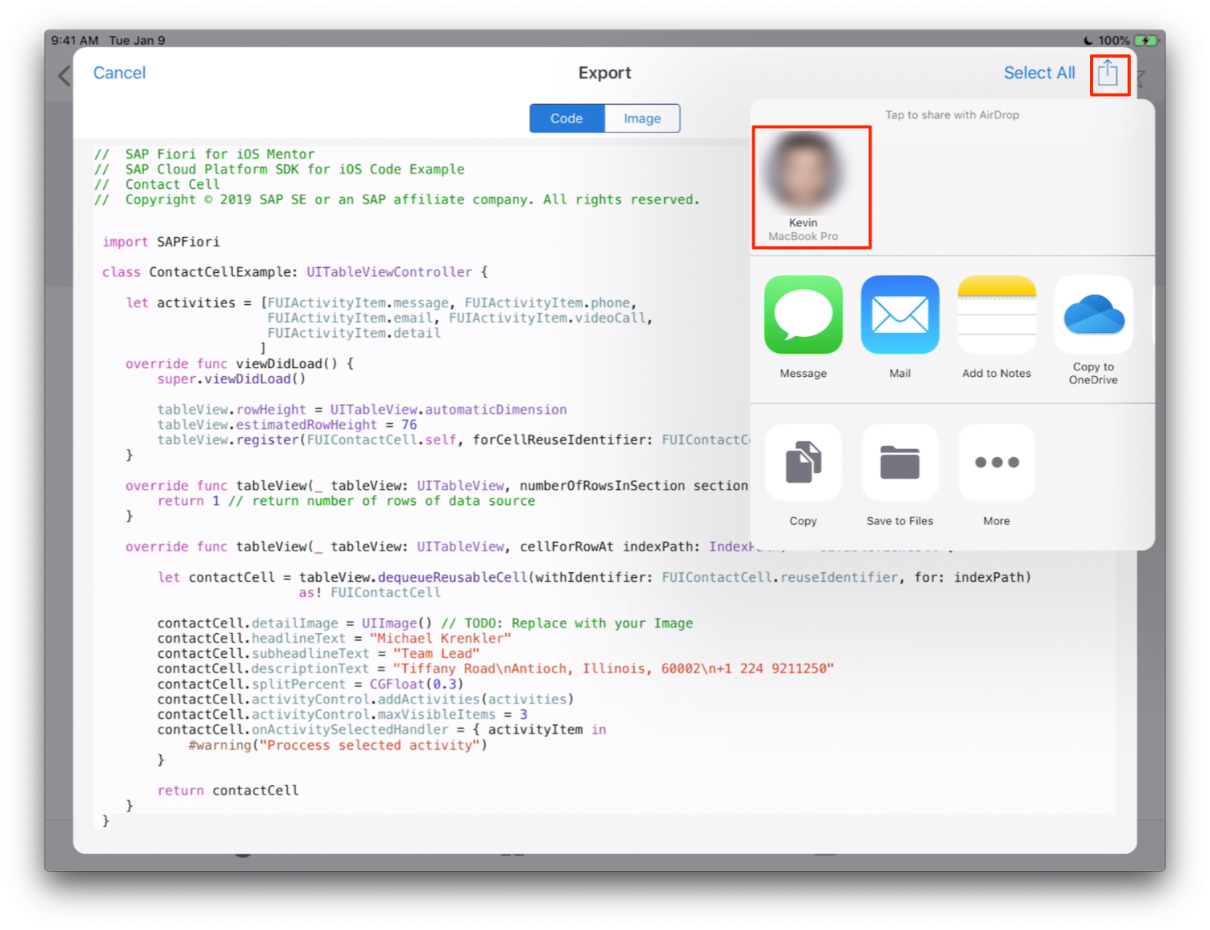 9:41 AM Tue Jan 9
100%
Cancel
Export
Select All
Code
Image
Tap to share with AirDrop
Kevin
MacBook Pro
Message
Mail
Add to Notes
Copy to
OneDrive
Copy
Save to Files
More
// SAP Fiori for iOS Mentor
// SAP Cloud Platform SDK for iOS Code Example
// Contact Cell
// Copyright © 2019 SAP SE or an SAP affiliate company. All rights reserved.
import SAPFiori
class ContactCellExample: UITableViewController {
let activities = [FUIActivityItem.message, FUIActivityItem.phone,
FUIActivityItem.email, FUIActivityItem.videoCall,
FUIActivityItem.detail
]
override func viewDidLoad() {
super.viewDidLoad()
tableView.rowHeight = UITableView.automaticDimension
tableView.estimatedRowHeight = 76
tableView.register(FUIContactCell.self, forCellReuseIdentifier: FUIContactC
}
override func tableView(_ tableView: UITableView, numberOfRowsInSection section
return 1 // return number of rows of data source
}
override func tableView(_ tableView: UITableView, cellForRowAt indexPath:
let contactCell = tableView.dequeueReusableCell(withIdentifier: FUIContactCell.reuseIdentifier, for: indexPath)
as! FUIContactCell
contactCell.detailImage = UIImage() // TODO: Replace with your Image
contactCell.headlineText = "Michael Krenkler"
contactCell.subheadlineText = "Team Lead"
contactCell.descriptionText = "Tiffany Road\nAntioch, Illinois, 60002\n+1 224 9211250"
contactCell.splitPercent = CGFloat(0.3)
contactCell.activityControl.addActivities(activities)
contactCell.activityControl.maxVisibleItems = 3
contactCell.onActivitySelectedHandler = { activityItem in
#warning("Proccess selected activity")
}
return contactCell
}
}